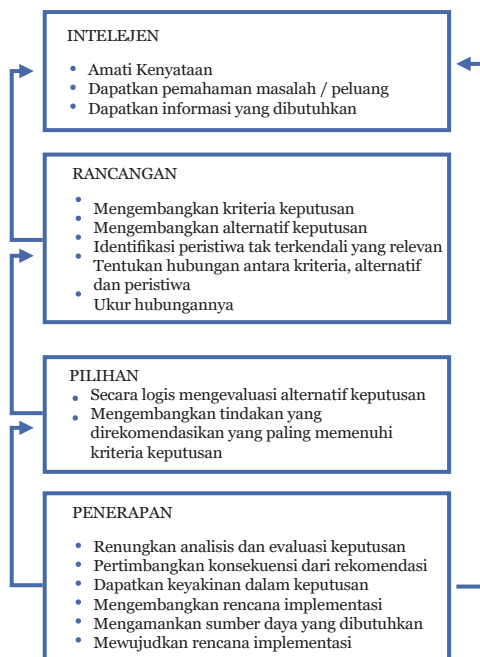 INTELEJEN
• Amati Kenyataan
• Dapatkan pemahaman masalah / peluang
• Dapatkan informasi yang dibutuhkan
RANCANGAN
• Mengembangkan kriteria keputusan
• Mengembangkan alternatif keputusan
• Identifikasi peristiwa tak terkendali yang relevan
• Tentukan hubungan antara kriteria, alternatif
dan peristiwa
• Ukur hubungannya
PILIHAN
• Secara logis mengevaluasi alternatif keputusan
• Mengembangkan tindakan yang
direkomendasikan yang paling memenuhi
kriteria keputusan
PENERAPAN
• Renungkan analisis dan evaluasi keputusan
• Pertimbangkan konsekuensi dari rekomendasi
• Dapatkan keyakinan dalam keputusan
• Mengembangkan rencana implementasi
• Mengamankan sumber daya yang dibutuhkan
• Mewujudkan rencana implementasi